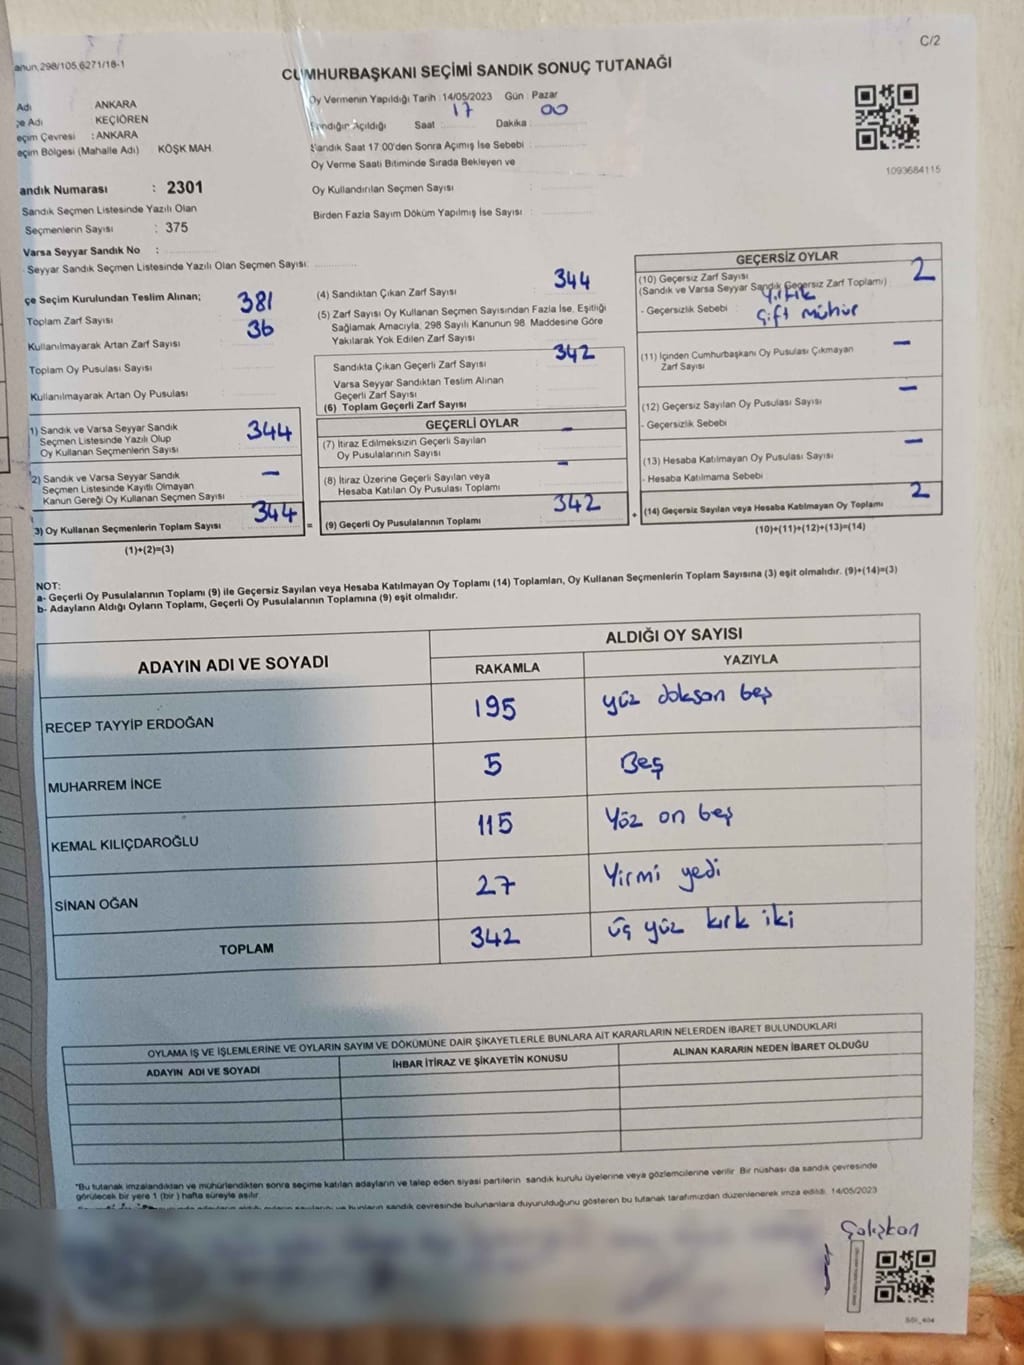 C/2
anun.298/105,6271/18-1
CUMHURBAŞKANI SEÇİMİ SANDIK SONUÇ TUTANAĞI
Adı : ANKARA
çe Adı : KEÇİÖREN
eçim Çevresi : ANKARA
eçim Bölgesi (Mahalle Adı) KÖŞK MAH.
Oy Vermenin Yapıldığı Tarih : 14/05/2023 Gün : Pazar
Sandığın Açıldığı Saat 17 Dakika 00
Sandık Saat 17:00'den Sonra Açımış İse Sebebi :
Oy Verme Saati Bitiminde Sırada Bekleyen ve
Oy Kullandırılan Seçmen Sayısı :
Birden Fazla Sayım Döküm Yapılmış İse Sayısı :
1093684115
andık Numarası : 2301
Sandık Seçmen Listesinde Yazılı Olan
Seçmenlerin Sayısı : 375
Varsa Seyyar Sandık No :
Seyyar Sandık Seçmen Listesinde Yazılı Olan Seçmen Sayısı:
çe Seçim Kurulundan Teslim Alınan;
Toplam Zarf Sayısı 381
Kullanılmayarak Artan Zarf Sayısı 36
Toplam Oy Pusulası Sayısı
Kullanılmayarak Artan Oy Pusulası
1) Sandık ve Varsa Seyyar Sandık
Seçmen Listesinde Yazılı Olup
Oy Kullanan Seçmenlerin Sayısı 344
2) Sandık ve Varsa Seyyar Sandık
Seçmen Listesinde Kayıtlı Olmayan
Kanun Gereği Oy Kullanan Seçmen Sayısı —
3) Oy Kullanan Seçmenlerin Toplam Sayısı 344 =
(1)+(2)=(3)
(4) Sandıktan Çıkan Zarf Sayısı 344
(5) Zarf Sayısı Oy Kullanan Seçmen Sayısından Fazla İse, Eşitliği
Sağlamak Amacıyla, 298 Sayılı Kanunun 98. Maddesine Göre
Yakılarak Yok Edilen Zarf Sayısı
Sandıkta Çıkan Geçerli Zarf Sayısı 342
Varsa Seyyar Sandıktan Teslim Alınan
Geçerli Zarf Sayısı
(6) Toplam Geçerli Zarf Sayısı
GEÇERLİ OYLAR
(7) İtiraz Edilmeksizin Geçerli Sayılan
Oy Pusulalarının Sayısı —
(8) İtiraz Üzerine Geçerli Sayılan veya
Hesaba Katılan Oy Pusulası Toplamı —
(9) Geçerli Oy Pusulalarının Toplamı 342 +
GEÇERSİZ OYLAR
(10) Geçersiz Zarf Sayısı 2
(Sandık ve Varsa Seyyar Sandık Geçersiz Zarf Toplamı)
- Geçersizlik Sebebi : Yırtık
Çift mühür
(11) İçinden Cumhurbaşkanı Oy Pusulası Çıkmayan
Zarf Sayısı —
(12) Geçersiz Sayılan Oy Pusulası Sayısı —
- Geçersizlik Sebebi
(13) Hesaba Katılmayan Oy Pusulası Sayısı —
- Hesaba Katılmama Sebebi
(14) Geçersiz Sayılan veya Hesaba Katılmayan Oy Toplamı 2
(10)+(11)+(12)+(13)=(14)
NOT:
a- Geçerli Oy Pusulalarının Toplamı (9) ile Geçersiz Sayılan veya Hesaba Katılmayan Oy Toplamı (14) Toplamları, Oy Kullanan Seçmenlerin Toplam Sayısına (3) eşit olmalıdır. (9)+(14)=(3)
b- Adayların Aldığı Oyların Toplamı, Geçerli Oy Pusulalarının Toplamına (9) eşit olmalıdır.
ADAYIN ADI VE SOYADI
ALDIĞI OY SAYISI
RAKAMLA YAZIYLA
RECEP TAYYİP ERDOĞAN 195 yüz doksan beş
MUHARREM İNCE 5 Beş
KEMAL KILIÇDAROĞLU 115 Yöz on beş
SİNAN OĞAN 27 Yirmi yedi
TOPLAM 342 üç yüz kırk iki
OYLAMA İŞ VE İŞLEMLERİNE VE OYLARIN SAYIM VE DÖKÜMÜNE DAİR ŞİKAYETLERLE BUNLARA AİT KARARLARIN NELERDEN İBARET BULUNDUKLARI
ADAYIN ADI VE SOYADI İHBAR İTİRAZ VE ŞİKAYETİN KONUSU ALINAN KARARIN NEDEN İBARET OLDUĞU
"Bu tutanak imzalandıktan ve mühürlendikten sonra seçime katılan adayların ve talep eden siyasi partilerin sandık kurulu üyelerine veya gözlemcilerine verilir. Bir nüshası da sandık çevresinde
görülecek bir yere 1 (bir) hafta süreyle asılır.
sandık çevresinde bulunanlara duyurulduğunu gösteren bu tutanak tarafımızdan düzenlenerek imza edildi. 14/05/2023
Çalışkan